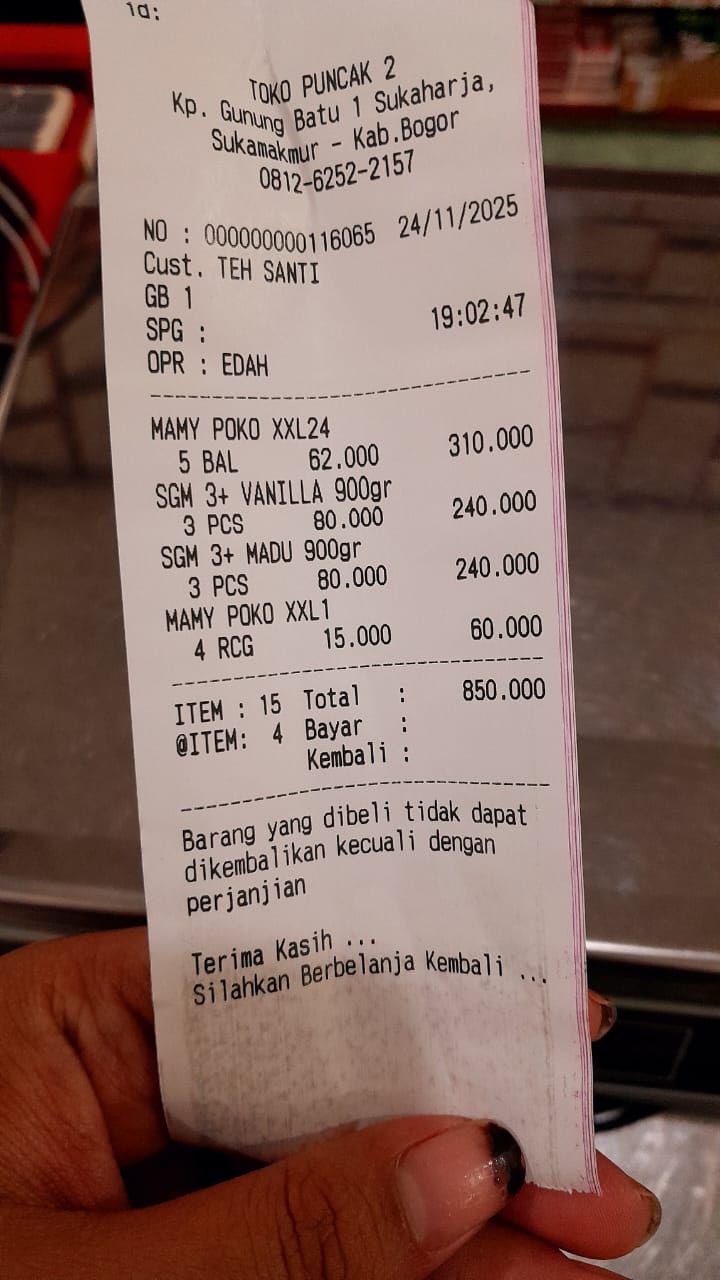 id:
TOKO PUNCAK 2
Kp. Gunung Batu 1 Sukaharja,
Sukamakmur - Kab.Bogor
0812-6252-2157
NO : 000000000116065 24/11/2025
Cust. TEH SANTI
GB 1
SPG : 19:02:47
OPR : EDAH
MAMY POKO XXL24
5 BAL 62.000 310.000
SGM 3+ VANILLA 900gr
3 PCS 80.000 240.000
SGM 3+ MADU 900gr
3 PCS 80.000 240.000
MAMY POKO XXL1
4 RCG 15.000 60.000
ITEM : 15 Total : 850.000
@ITEM: 4 Bayar :
Kembali :
Barang yang dibeli tidak dapat
dikembalikan kecuali dengan
perjanjian
Terima Kasih ...
Silahkan Berbelanja Kembali ...